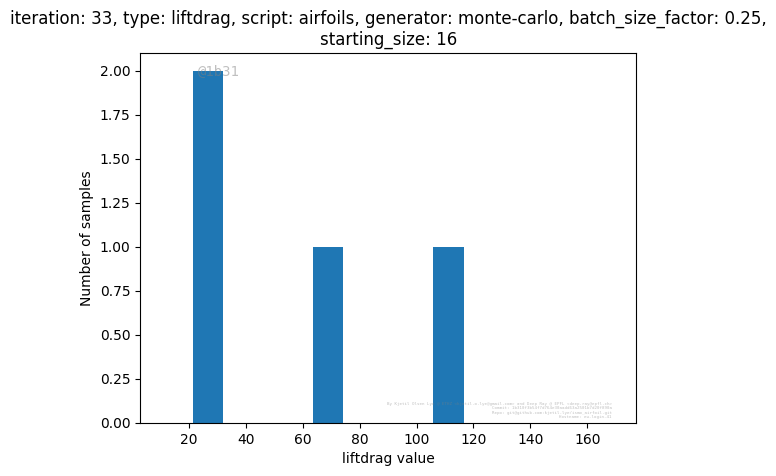 iteration: 33, type: liftdrag, script: airfoils, generator: monte-carlo, batch_size_factor: 0.25,
starting_size: 16
@1b31
2.00
1.75
1.50
1.25
1.00
0.75
0.50
0.25
0.00
Number of samples
20 40 60 80 100 120 140 160
liftdrag value